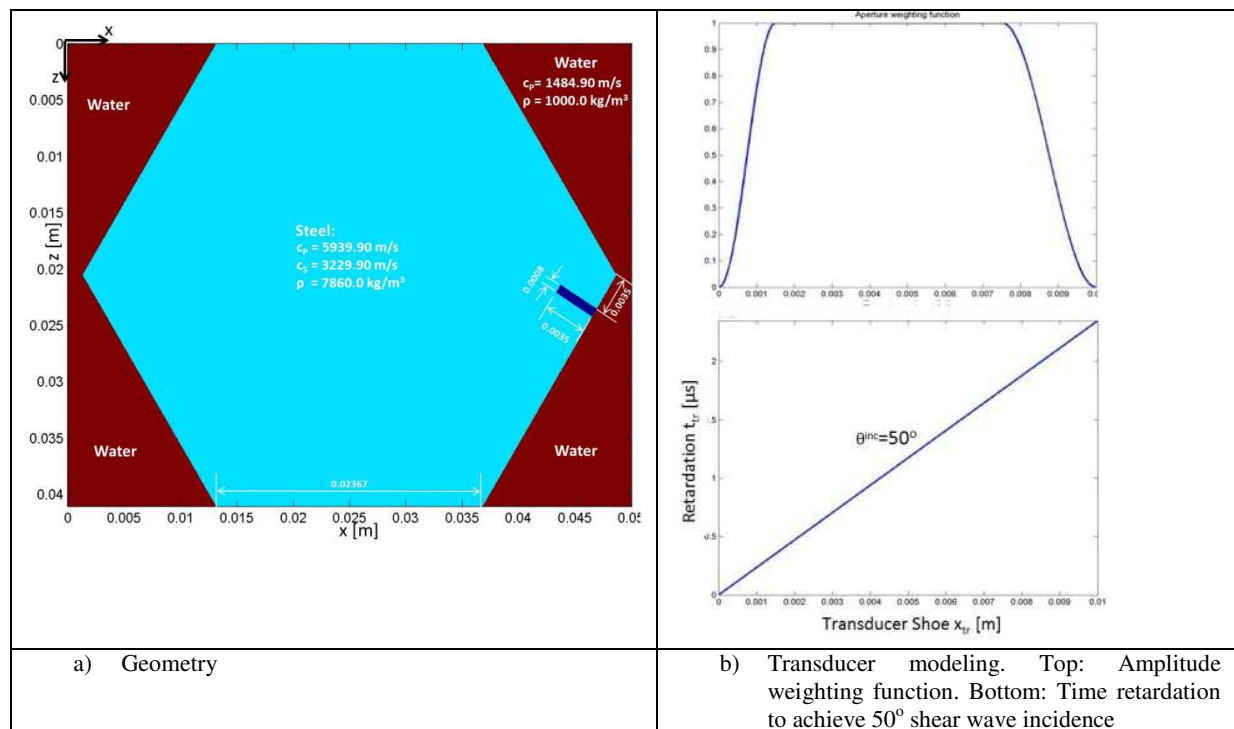 x
0
z
0.005
0.01
0.015
0.02
0.025
0.03
0.035
0.04
z [m]
Water
Water
cP= 1484.90 m/s
ρ = 1000.0 kg/m³
Steel:
cP = 5939.90 m/s
cS = 3229.90 m/s
ρ = 7860.0 kg/m³
0.0008
0.0035
0.0035
Water
Water
0.02367
0 0.005 0.01 0.015 0.02 0.025 0.03 0.035 0.04 0.045 0.05
x [m]
Aperture weighting function
1
0.9
0.8
0.7
0.6
0.5
0.4
0.3
0.2
0.1
0
0 0.001 0.002 0.003 0.004 0.005 0.006 0.007 0.008 0.009 0.0
Retardation ttr [µs]
2
1
0
θinc=50°
0 0.001 0.002 0.003 0.004 0.005 0.006 0.007 0.008 0.009 0.01
Transducer Shoe xtr [m]
a) Geometry
b) Transducer modeling. Top: Amplitude
weighting function. Bottom: Time retardation
to achieve 50° shear wave incidence